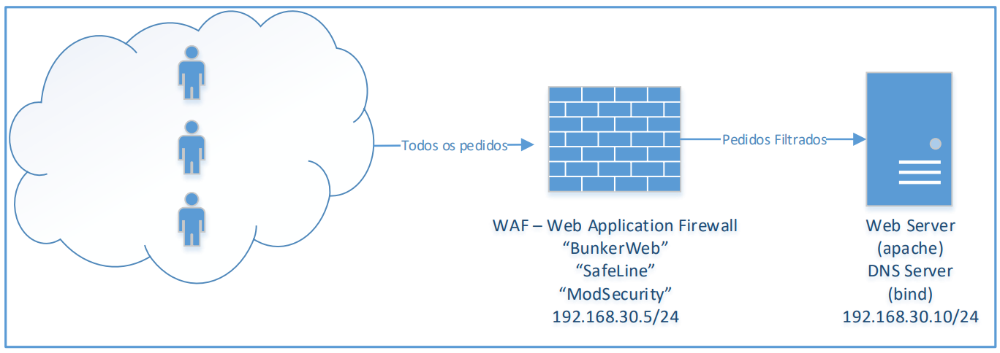 Todos os pedidos
Pedidos Filtrados
WAF – Web Application Firewall
“BunkerWeb”
“SafeLine”
“ModSecurity”
192.168.30.5/24
Web Server
(apache)
DNS Server
(bind)
192.168.30.10/24